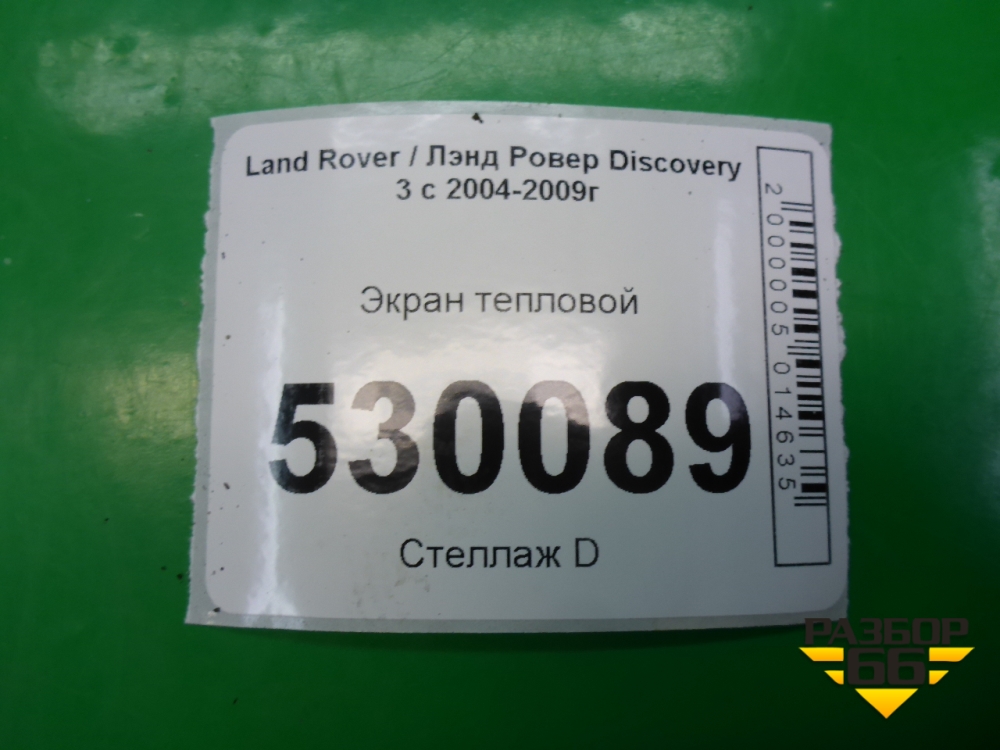 Land Rover / Лэнд Ровер Discovery
3 с 2004-2009г
Экран тепловой
530089
Стеллаж D
2 000005 014635
РАЗБОР
66